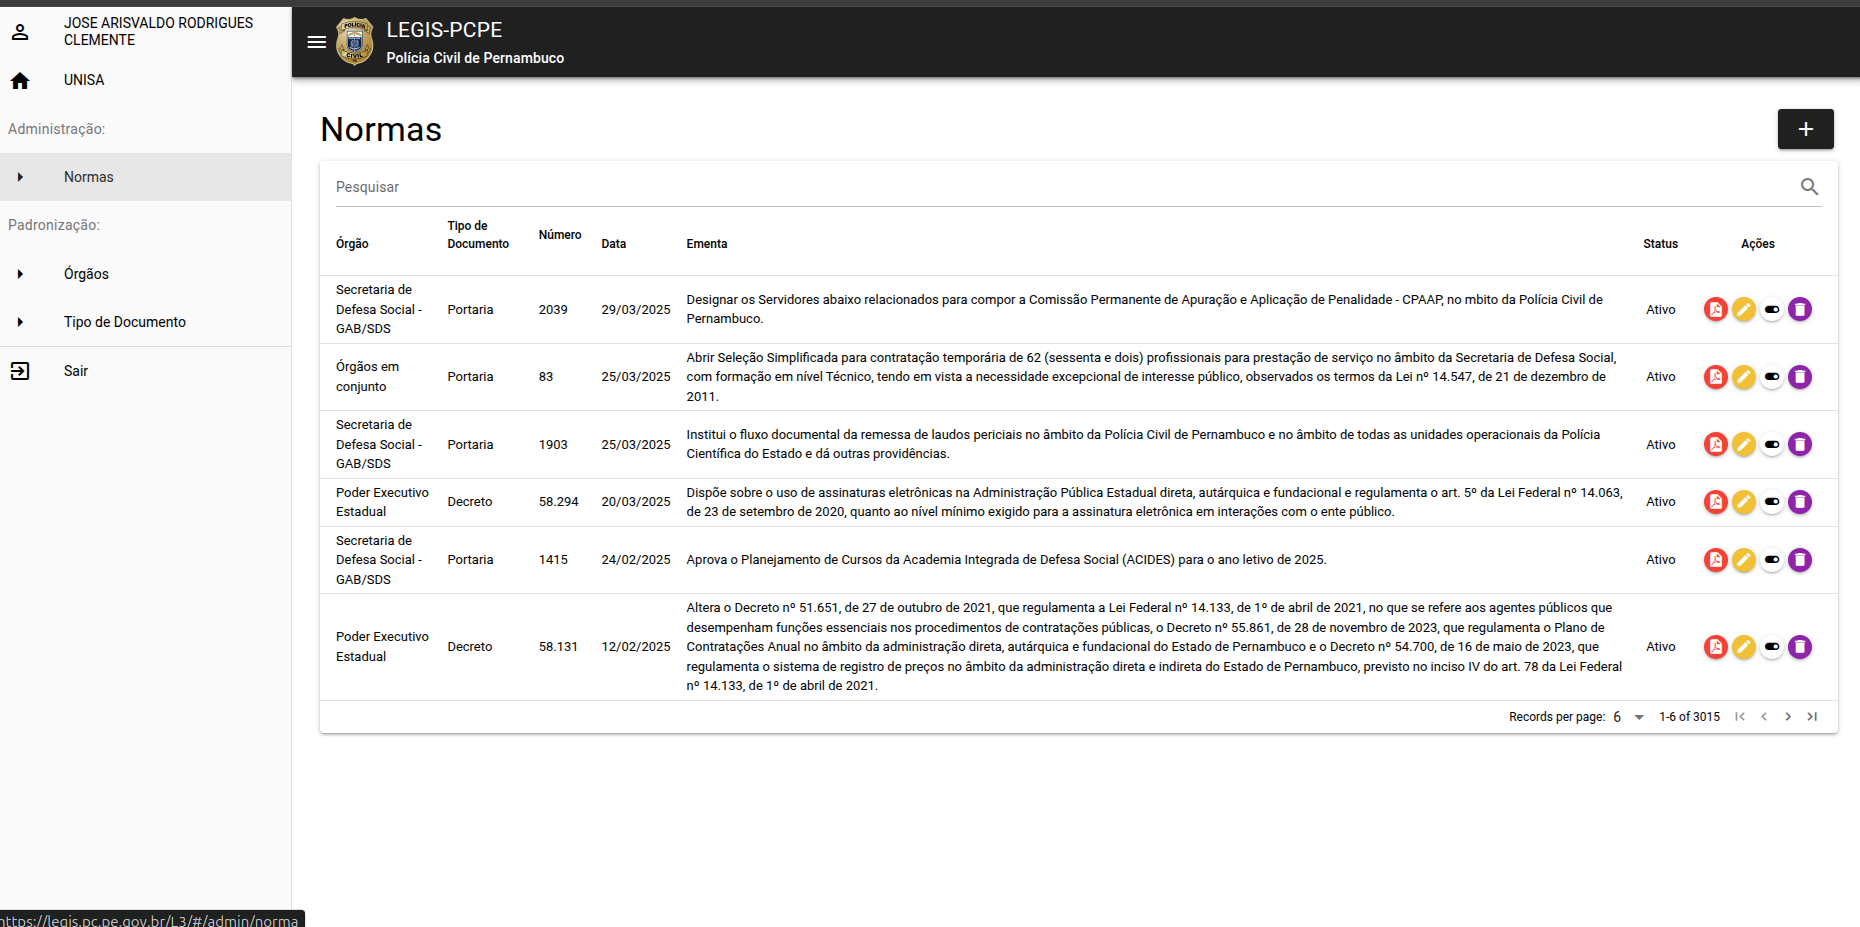 JOSE ARISVALDO RODRIGUES
CLEMENTE
UNISA
Administração:
Normas
Padronização:
Órgãos
Tipo de Documento
Sair
LEGIS-PCPE
Polícia Civil de Pernambuco
Normas
+
Pesquisar
Órgão
Tipo de
Documento
Número
Data
Ementa
Status
Ações
Secretaria de
Defesa Social -
GAB/SDS
Portaria
2039
29/03/2025
Designar os Servidores abaixo relacionados para compor a Comissão Permanente de Apuração e Aplicação de Penalidade - CPAAP, no mbito da Polícia Civil de
Pernambuco.
Ativo
Órgãos em
conjunto
Portaria
83
25/03/2025
Abrir Seleção Simplificada para contratação temporária de 62 (sessenta e dois) profissionais para prestação de serviço no âmbito da Secretaria de Defesa Social,
com formação em nível Técnico, tendo em vista a necessidade excepcional de interesse público, observados os termos da Lei nº 14.547, de 21 de dezembro de
2011.
Ativo
Secretaria de
Defesa Social -
GAB/SDS
Portaria
1903
25/03/2025
Institui o fluxo documental da remessa de laudos periciais no âmbito da Polícia Civil de Pernambuco e no âmbito de todas as unidades operacionais da Polícia
Científica do Estado e dá outras providências.
Ativo
Poder Executivo
Estadual
Decreto
58.294
20/03/2025
Dispõe sobre o uso de assinaturas eletrônicas na Administração Pública Estadual direta, autárquica e fundacional e regulamenta o art. 5º da Lei Federal nº 14.063,
de 23 de setembro de 2020, quanto ao nível mínimo exigido para a assinatura eletrônica em interações com o ente público.
Ativo
Secretaria de
Defesa Social -
GAB/SDS
Portaria
1415
24/02/2025
Aprova o Planejamento de Cursos da Academia Integrada de Defesa Social (ACIDES) para o ano letivo de 2025.
Ativo
Poder Executivo
Estadual
Decreto
58.131
12/02/2025
Altera o Decreto nº 51.651, de 27 de outubro de 2021, que regulamenta a Lei Federal nº 14.133, de 1º de abril de 2021, no que se refere aos agentes públicos que
desempenham funções essenciais nos procedimentos de contratações públicas, o Decreto nº 55.861, de 28 de novembro de 2023, que regulamenta o Plano de
Contratações Anual no âmbito da administração direta, autárquica e fundacional do Estado de Pernambuco e o Decreto nº 54.700, de 16 de maio de 2023, que
regulamenta o sistema de registro de preços no âmbito da administração direta e indireta do Estado de Pernambuco, previsto no inciso IV do art. 78 da Lei Federal
nº 14.133, de 1º de abril de 2021.
Ativo
Records per page: 6
1-6 of 3015
https://legis.pc.pe.gov.br/L3/#/admin/norma